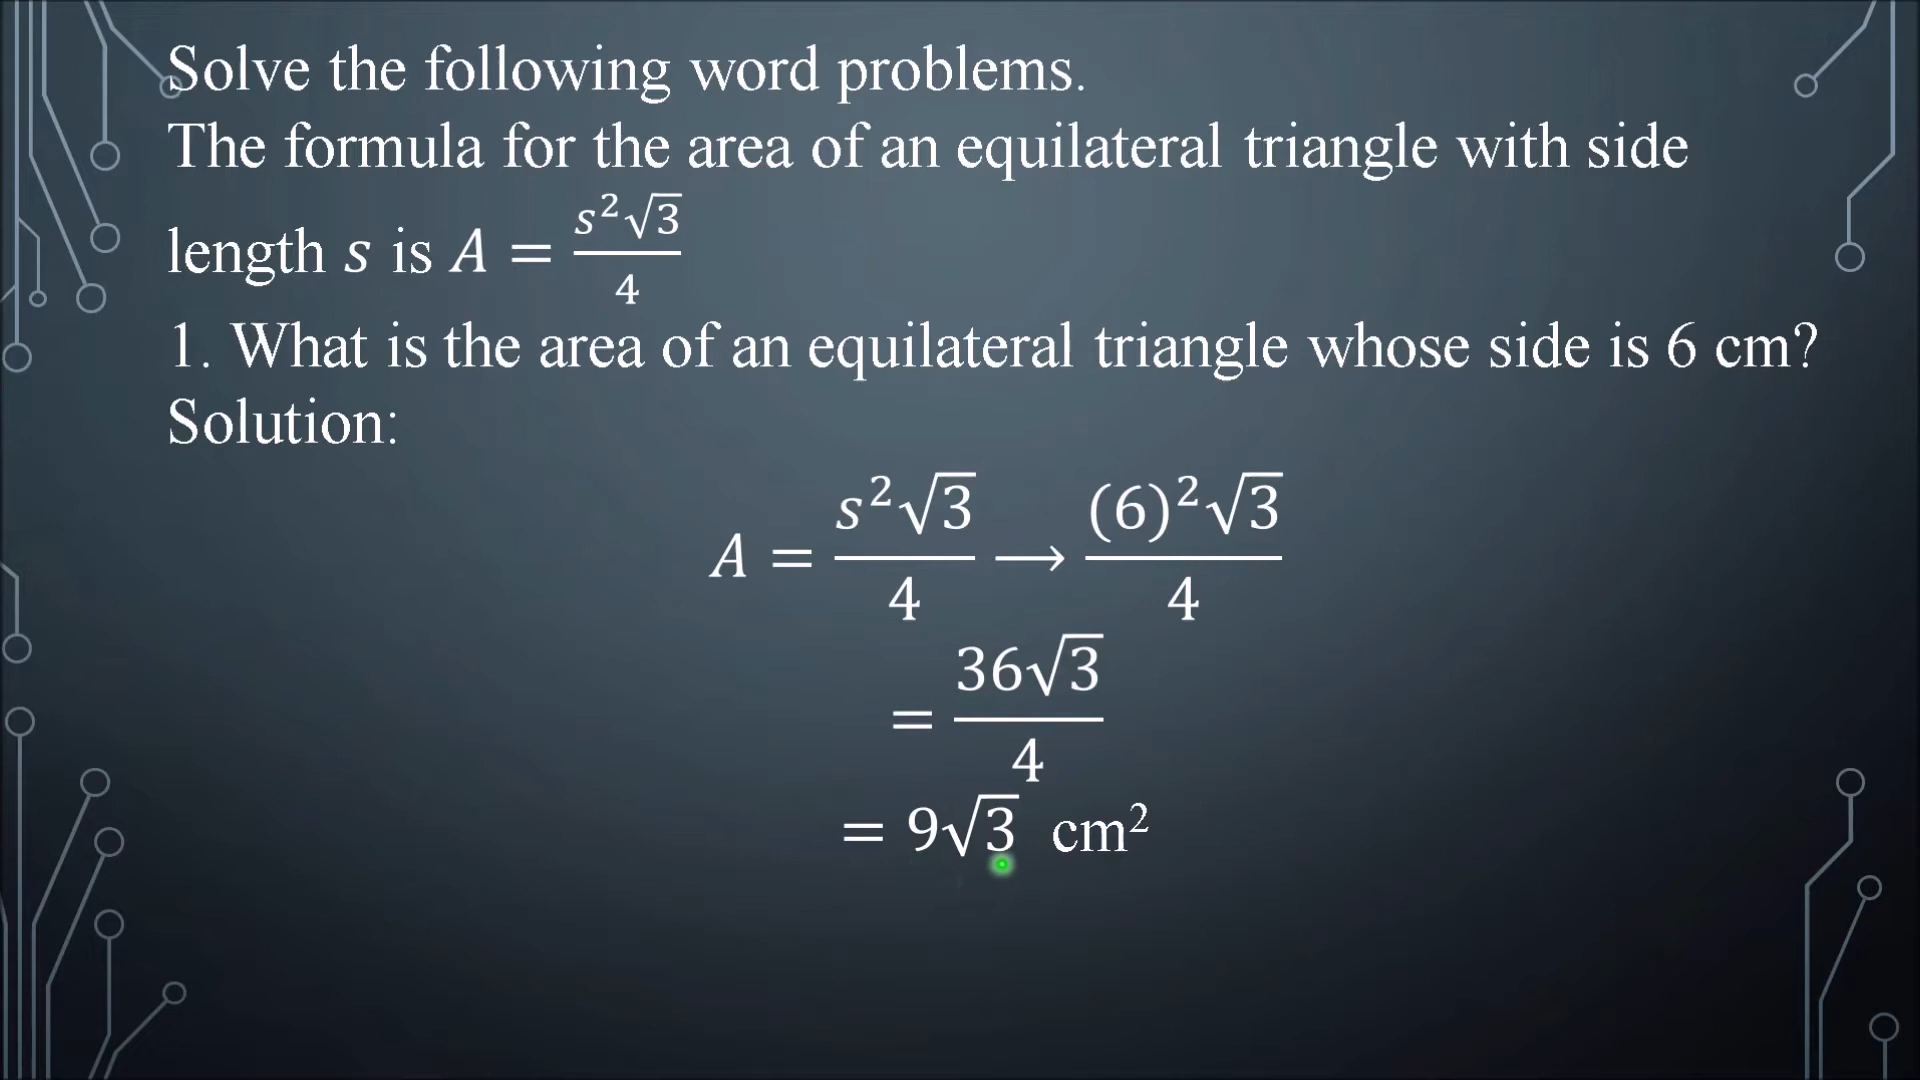 Solve the following word problems.
The formula for the area of an equilateral triangle with side
length s is A = s²√3/4
1. What is the area of an equilateral triangle whose side is 6 cm?
Solution:
A = s²√3/4 ⟶ (6)²√3/4
= 36√3/4
= 9√3 cm²